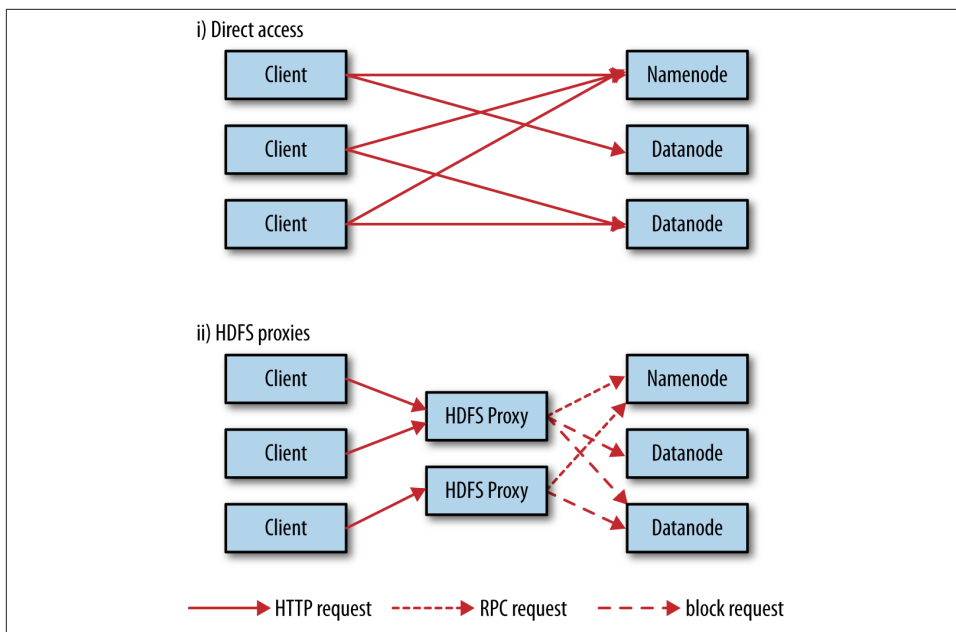 i) Direct access
Client
Namenode
Client
Datanode
Client
Datanode
ii) HDFS proxies
Client
Namenode
HDFS Proxy
Client
Datanode
HDFS Proxy
Client
Datanode
HTTP request
RPC request
block request